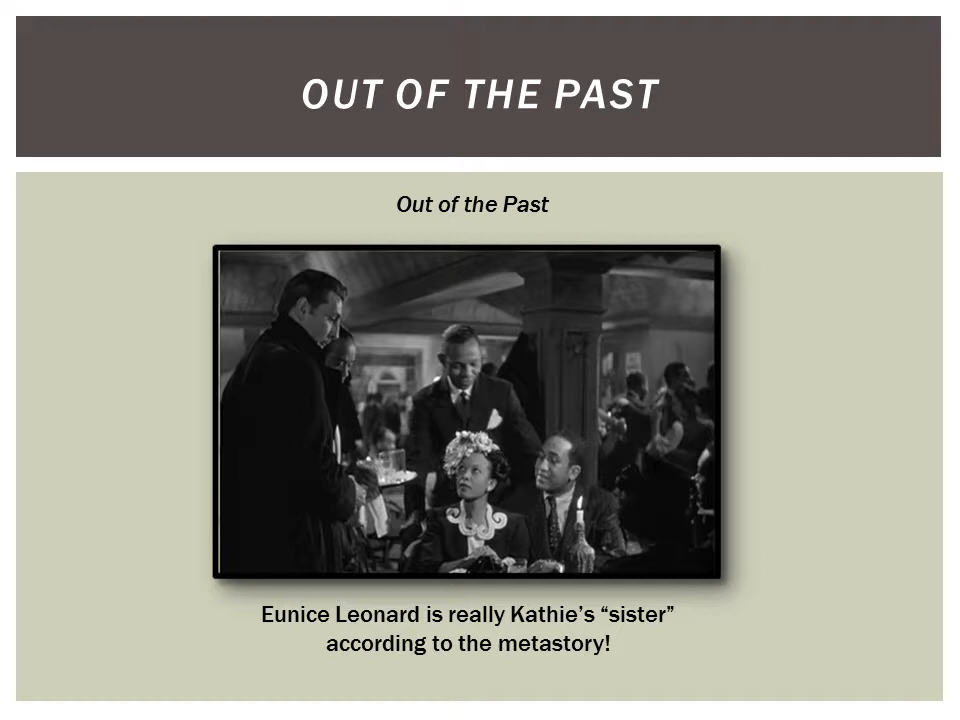 OUT OF THE PAST
Out of the Past
Eunice Leonard is really Kathie’s “sister”
according to the metastory!